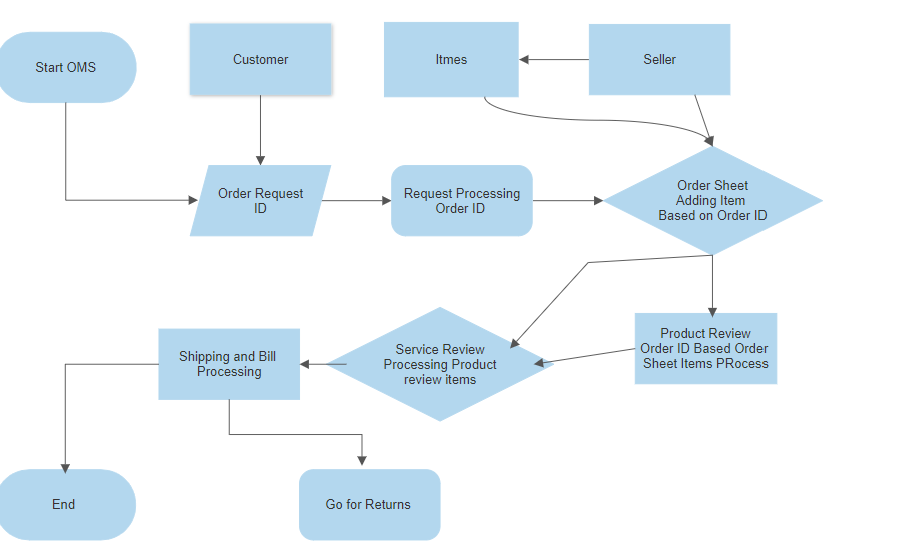 Start OMS
Customer
Itmes
Seller
Order Request
ID
Request Processing
Order ID
Order Sheet
Adding Item
Based on Order ID
Product Review
Order ID Based Order
Sheet Items PRocess
Service Review
Processing Product
review items
Shipping and Bill
Processing
End
Go for Returns